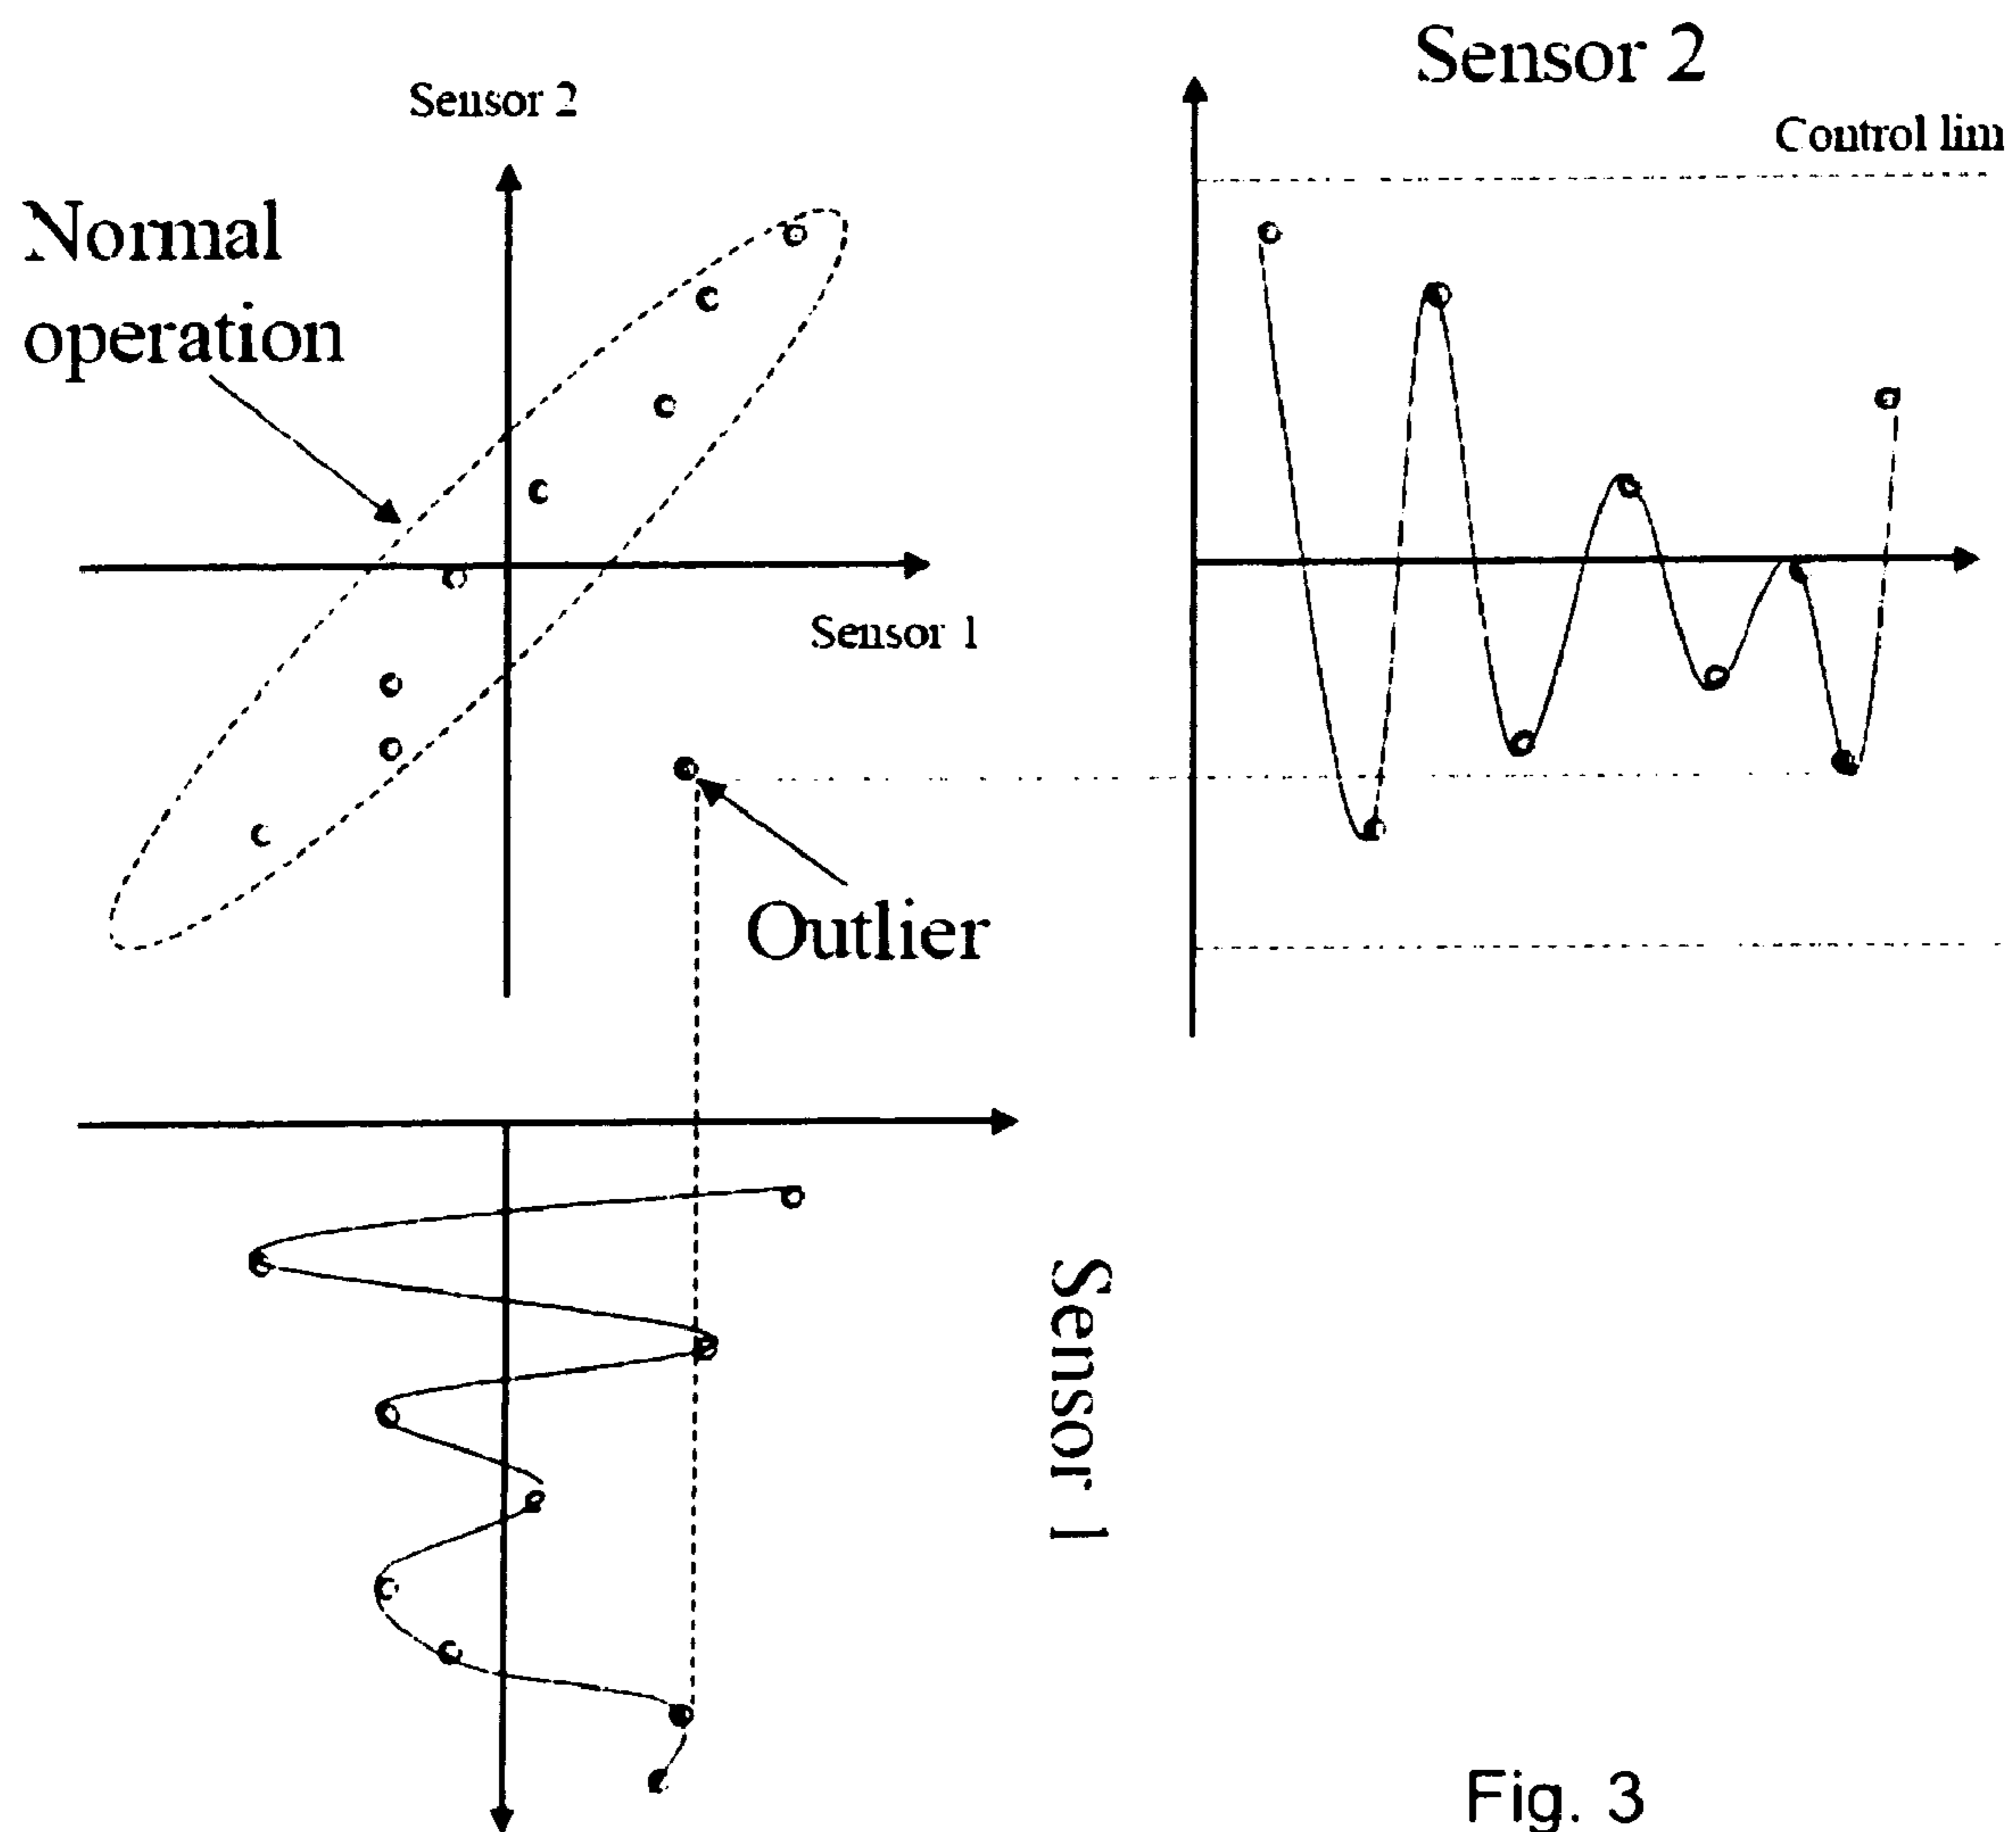 Sensor 2
Sensor 2
Control lim
Normal
operation
Sensor 1
Outlier
Sensor 1
Fig. 3